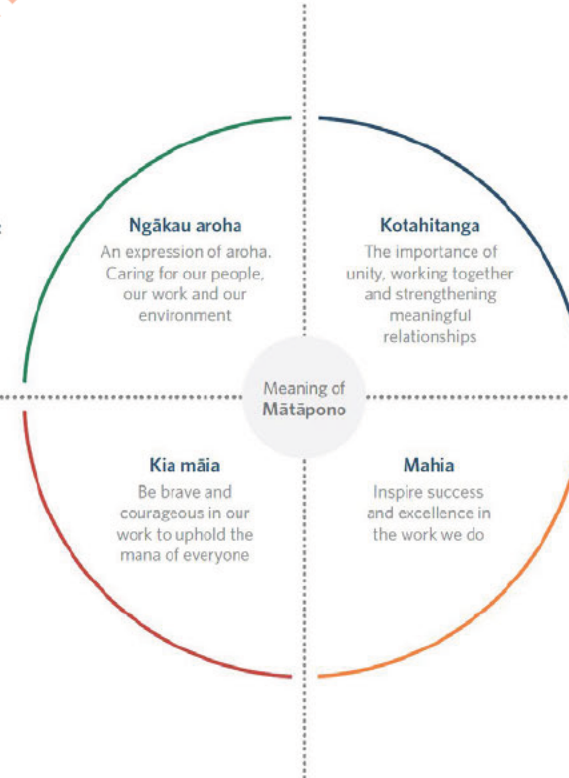 Ngākau aroha
An expression of aroha.
Caring for our people,
our work and our
environment
Kotahitanga
The importance of
unity, working together
and strengthening
meaningful
relationships
Meaning of
Mātāpono
Kia māia
Be brave and
courageous in our
work to uphold the
mana of everyone
Mahia
Inspire success
and excellence in
the work we do